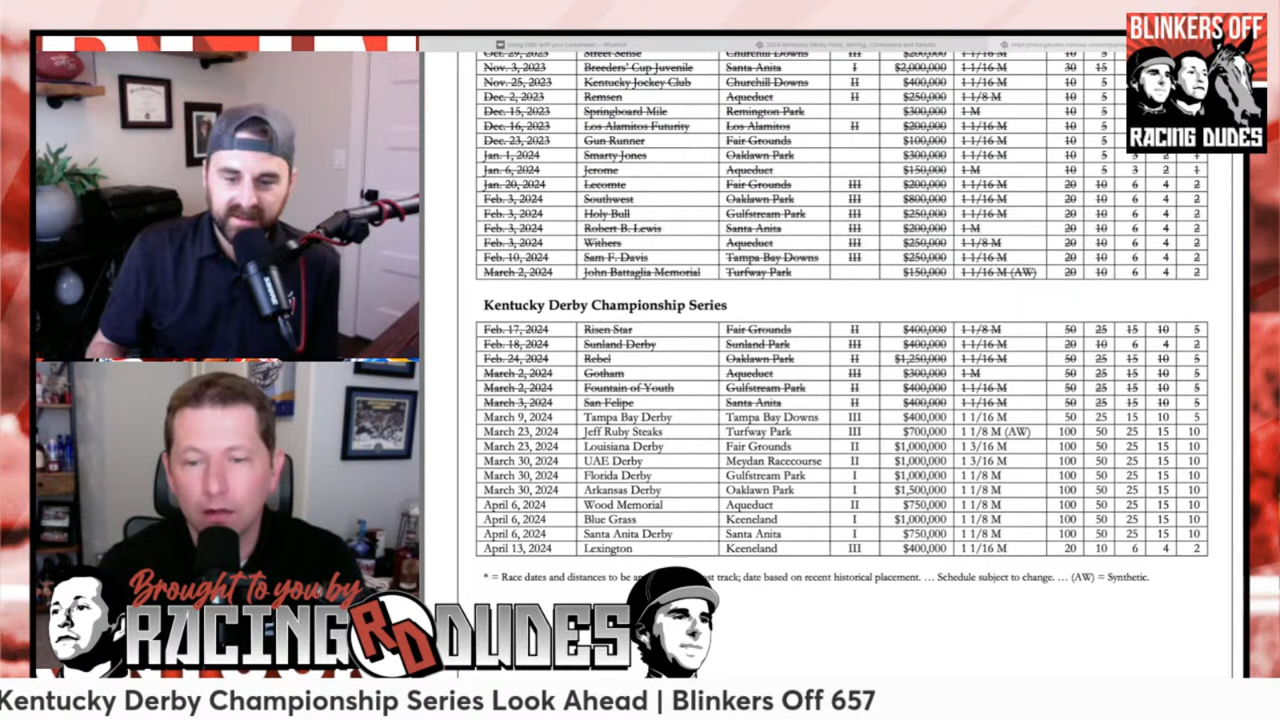 BLINKERS OFF
RACING DUDES
Oct. 29, 2023 Street Sense Churchill Downs III $200,000 1 1/16 M 10 5
Nov. 3, 2023 Breeders' Cup Juvenile Santa Anita I $2,000,000 1 1/16 M 30 15
Nov. 25, 2023 Kentucky Jockey Club Churchill Downs II $400,000 1 1/16 M 10 5
Dec. 2, 2023 Remsen Aqueduct II $250,000 1 1/8 M 10 5
Dec. 15, 2023 Springboard Mile Remington Park $300,000 1 M 10 5
Dec. 16, 2023 Los Alamitos Futurity Los Alamitos II $200,000 1 1/16 M 10 5
Dec. 23, 2023 Gun Runner Fair Grounds $100,000 1 1/16 M 10 5
Jan. 1, 2024 Smarty Jones Oaklawn Park $300,000 1 1/16 M 10 5 3 2 1
Jan. 6, 2024 Jerome Aqueduct $150,000 1 M 10 5 3 2 1
Jan. 20, 2024 Lecomte Fair Grounds III $200,000 1 1/16 M 20 10 6 4 2
Feb. 3, 2024 Southwest Oaklawn Park III $800,000 1 1/16 M 20 10 6 4 2
Feb. 3, 2024 Holy Bull Gulfstream Park III $250,000 1 1/16 M 20 10 6 4 2
Feb. 3, 2024 Robert B. Lewis Santa Anita III $200,000 1 M 20 10 6 4 2
Feb. 3, 2024 Withers Aqueduct III $250,000 1 1/8 M 20 10 6 4 2
Feb. 10, 2024 Sam F. Davis Tampa Bay Downs III $250,000 1 1/16 M 20 10 6 4 2
March 2, 2024 John Battaglia Memorial Turfway Park $150,000 1 1/16 M (AW) 20 10 6 4 2
Kentucky Derby Championship Series
Feb. 17, 2024 Risen Star Fair Grounds II $400,000 1 1/8 M 50 25 15 10 5
Feb. 18, 2024 Sunland Derby Sunland Park III $400,000 1 1/16 M 20 10 6 4 2
Feb. 24, 2024 Rebel Oaklawn Park II $1,250,000 1 1/16 M 50 25 15 10 5
March 2, 2024 Gotham Aqueduct III $300,000 1 M 50 25 15 10 5
March 2, 2024 Fountain of Youth Gulfstream Park II $400,000 1 1/16 M 50 25 15 10 5
March 3, 2024 San Felipe Santa Anita II $400,000 1 1/16 M 50 25 15 10 5
March 9, 2024 Tampa Bay Derby Tampa Bay Downs III $400,000 1 1/16 M 50 25 15 10 5
March 23, 2024 Jeff Ruby Steaks Turfway Park III $700,000 1 1/8 M (AW) 100 50 25 15 10
March 23, 2024 Louisiana Derby Fair Grounds II $1,000,000 1 3/16 M 100 50 25 15 10
March 30, 2024 UAE Derby Meydan Racecourse II $1,000,000 1 3/16 M 100 50 25 15 10
March 30, 2024 Florida Derby Gulfstream Park I $1,000,000 1 1/8 M 100 50 25 15 10
March 30, 2024 Arkansas Derby Oaklawn Park I $1,500,000 1 1/8 M 100 50 25 15 10
April 6, 2024 Wood Memorial Aqueduct II $750,000 1 1/8 M 100 50 25 15 10
April 6, 2024 Blue Grass Keeneland I $1,000,000 1 1/8 M 100 50 25 15 10
April 6, 2024 Santa Anita Derby Santa Anita I $750,000 1 1/8 M 100 50 25 15 10
April 13, 2024 Lexington Keeneland III $400,000 1 1/16 M 20 10 6 4 2
* = Race dates and distances to be track; date based on recent historical placement. … Schedule subject to change. … (AW) = Synthetic.
Brought to you by
RACING RD DUDES
Kentucky Derby Championship Series Look Ahead | Blinkers Off 657